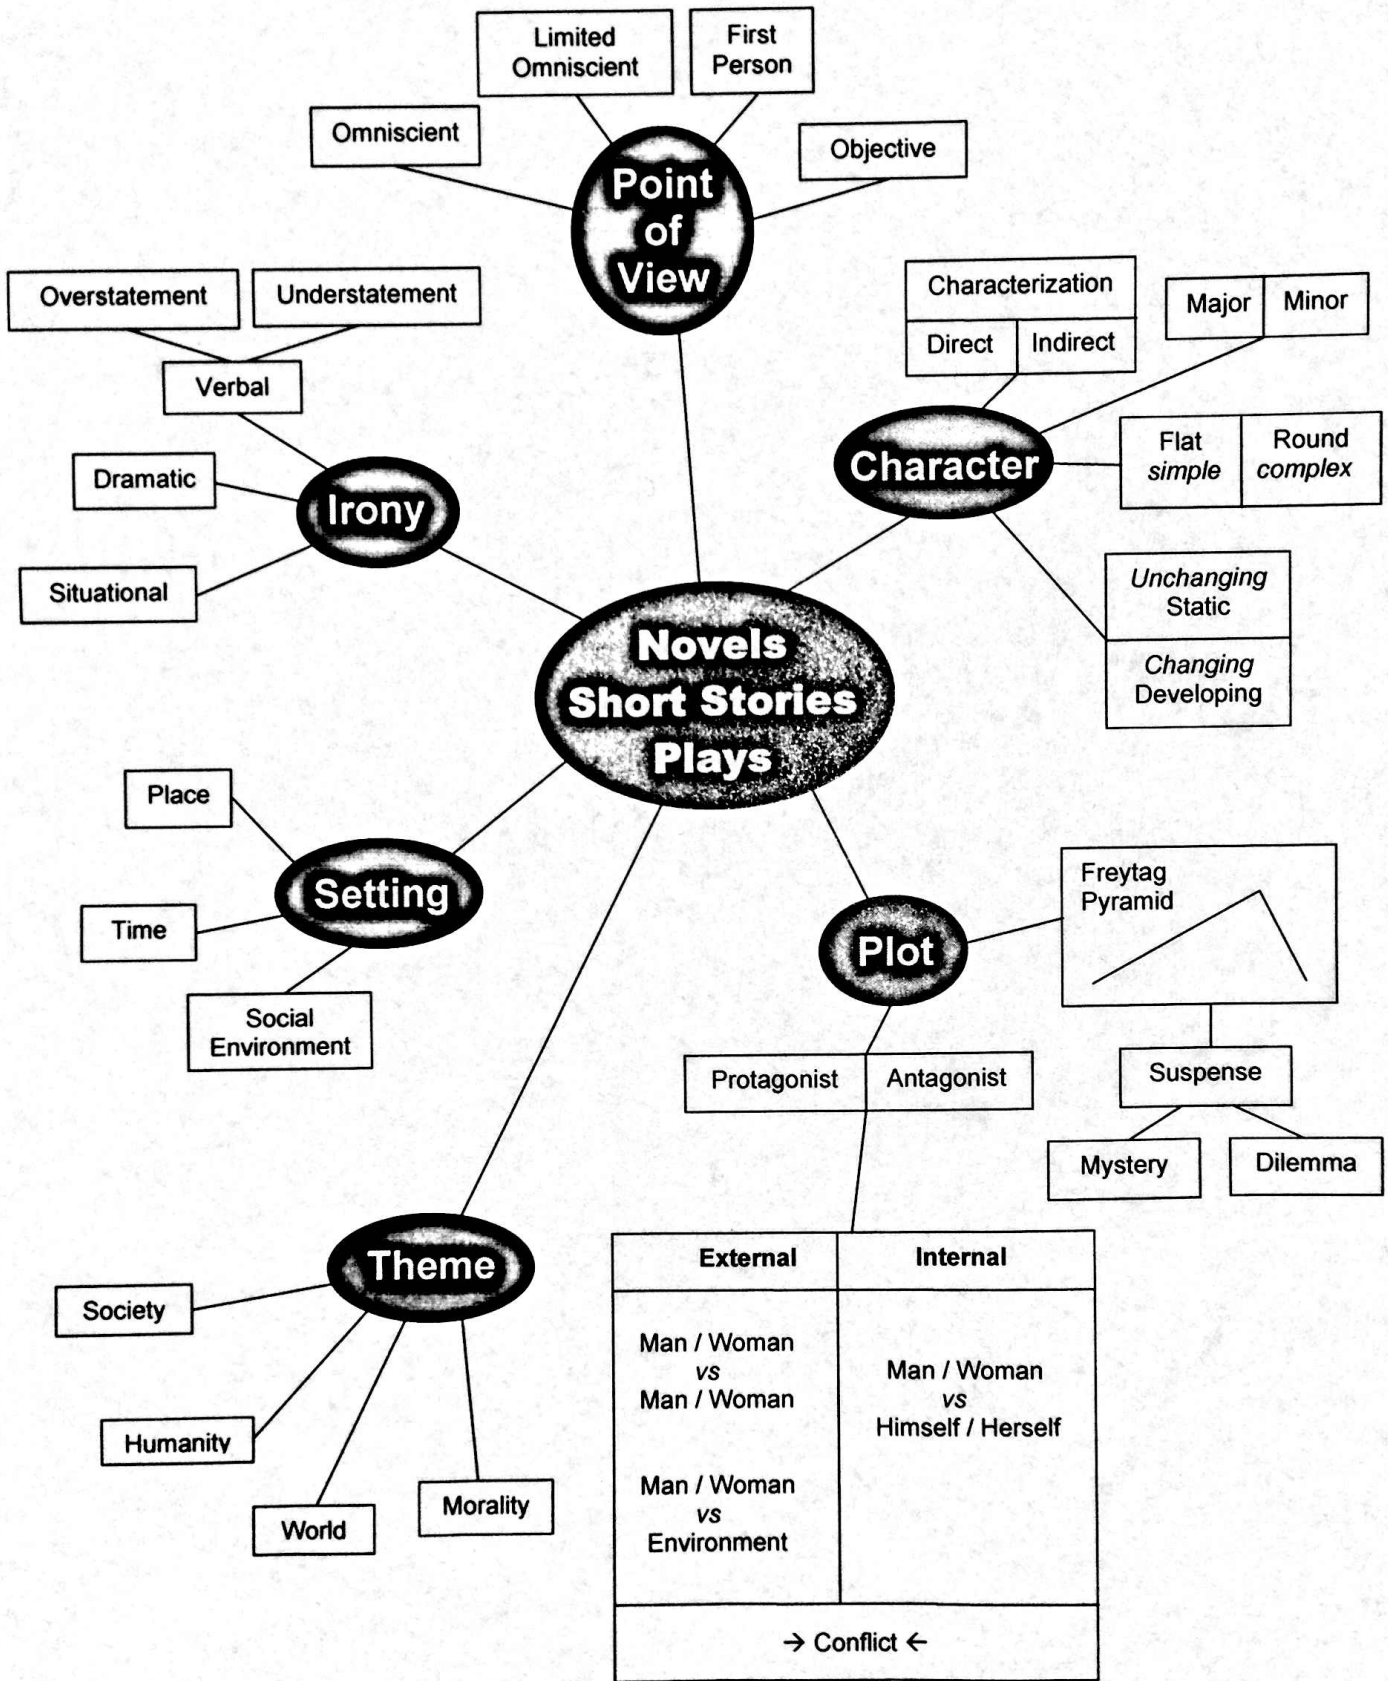 Limited
Omniscient
First
Person
Omniscient
Objective
Point
of
View
Overstatement
Understatement
Verbal
Dramatic
Irony
Situational
Characterization
Direct
Indirect
Major
Minor
Character
Flat
simple
Round
complex
Unchanging
Static
Changing
Developing
Novels
Short Stories
Plays
Place
Setting
Time
Social
Environment
Plot
Freytag
Pyramid
Protagonist
Antagonist
Suspense
Mystery
Dilemma
Theme
Society
Humanity
World
Morality
External
Internal
Man / Woman
vs
Man / Woman
Man / Woman
vs
Environment
Man / Woman
vs
Himself / Herself
→ Conflict ←